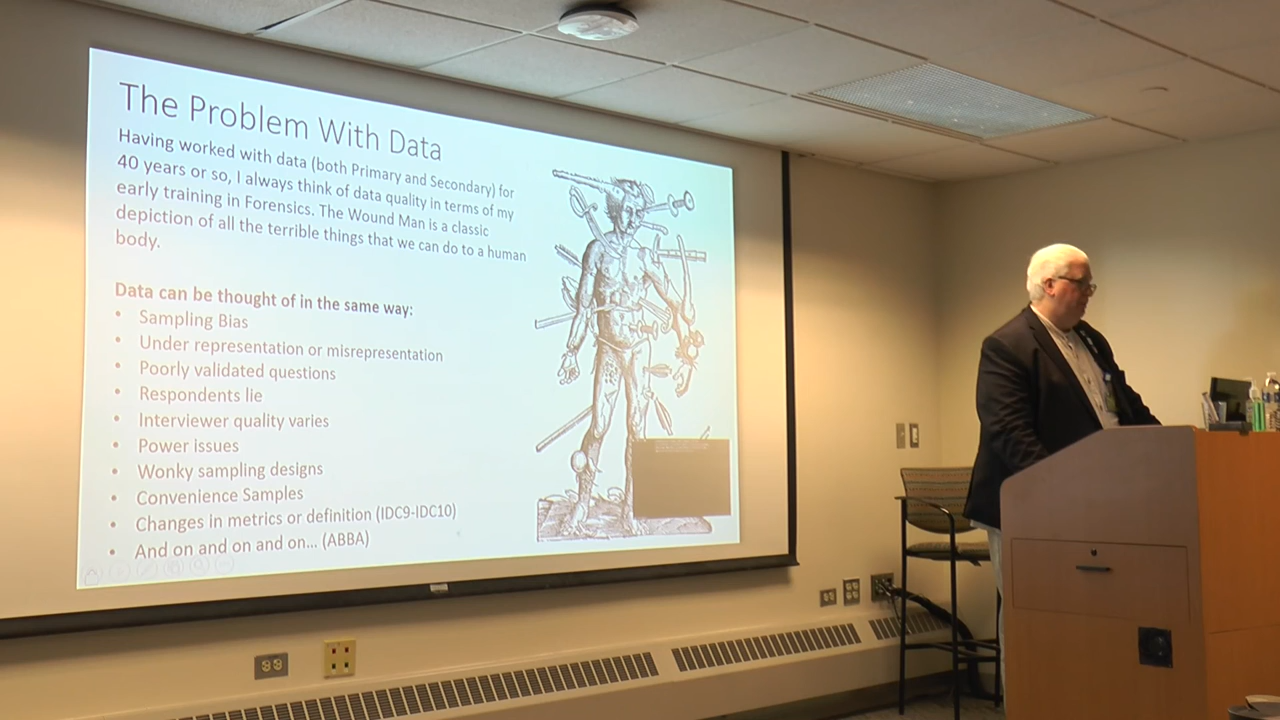 The Problem With Data
Having worked with data (both Primary and Secondary) for
40 years or so, I always think of data quality in terms of my
early training in Forensics. The Wound Man is a classic
depiction of all the terrible things that we can do to a human
body.
Data can be thought of in the same way:
• Sampling Bias
• Under representation or misrepresentation
• Poorly validated questions
• Respondents lie
• Interviewer quality varies
• Power issues
• Wonky sampling designs
• Convenience Samples
• Changes in metrics or definition (IDC9-IDC10)
• And on and on and on... (ABBA)